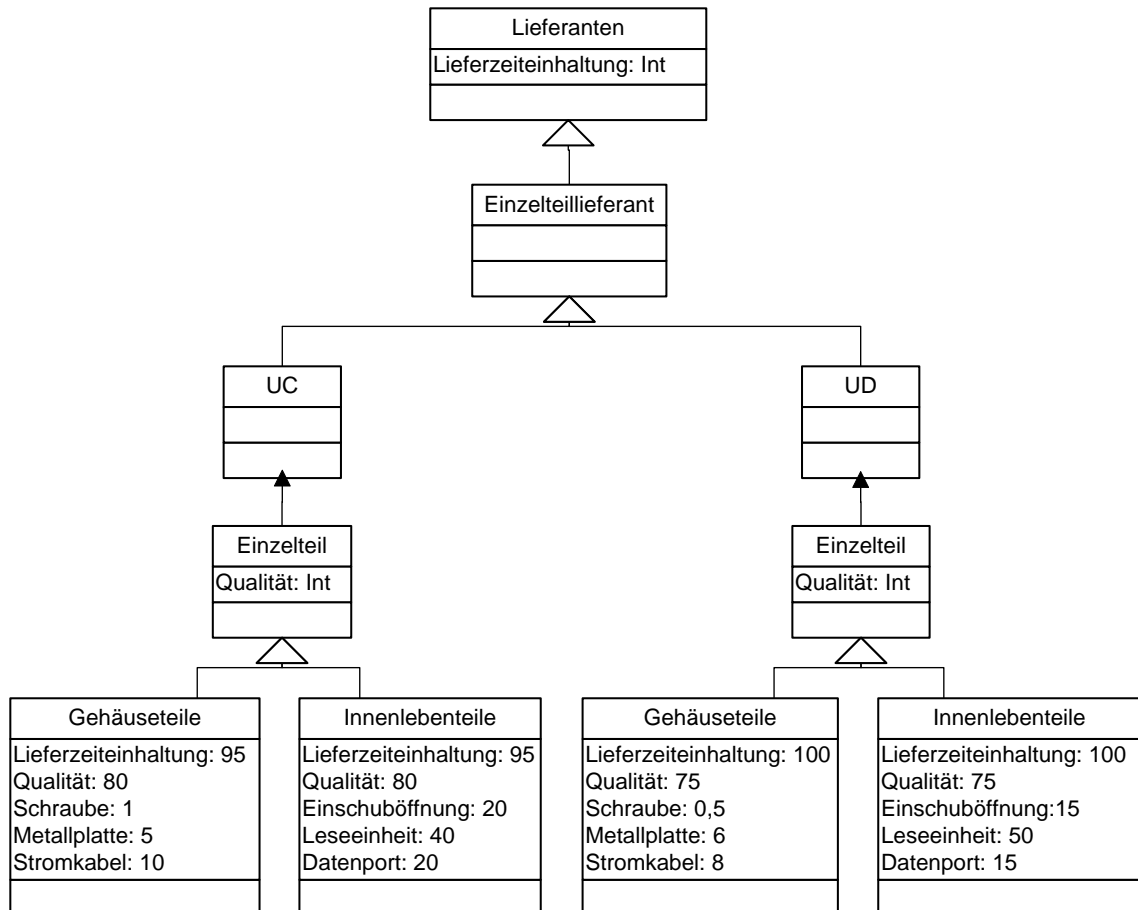 Lieferanten
Lieferzeiteinhaltung: Int
Einzelteillieferant
UC
UD
Einzelteil
Qualität: Int
Einzelteil
Qualität: Int
Gehäuseteile
Lieferzeiteinhaltung: 95
Qualität: 80
Schraube: 1
Metallplatte: 5
Stromkabel: 10
Innenlebenteile
Lieferzeiteinhaltung: 95
Qualität: 80
Einschuböffnung: 20
Leseeinheit: 40
Datenport: 20
Gehäuseteile
Lieferzeiteinhaltung: 100
Qualität: 75
Schraube: 0,5
Metallplatte: 6
Stromkabel: 8
Innenlebenteile
Lieferzeiteinhaltung: 100
Qualität: 75
Einschuböffnung:15
Leseeinheit: 50
Datenport: 15